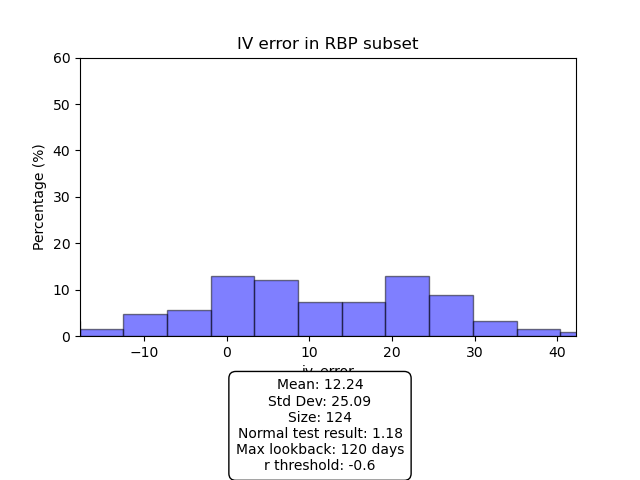 IV error in RBP subset
Percentage (%)
60
50
40
30
20
10
0
−10
0
10
20
30
40
iv_error
Mean: 12.24
Std Dev: 25.09
Size: 124
Normal test result: 1.18
Max lookback: 120 days
r threshold: -0.6